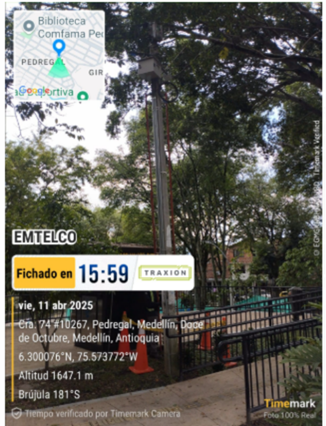 Biblioteca
Comfama Ped
PEDREGAL
GIR
Google
EMTELCO
Fichado en 15:59 TRAXION
vie, 11 abr 2025
Cra. 74"#10267, Pedregal, Medellín, Doce
de Octubre, Medellín, Antioquia
6.300076°N, 75.573772°W
Altitud 1647.1 m
Brújula 181°S
Tiempo verificado por Timemark Camera
Timemark
Foto 100% Real
Timemark Verified